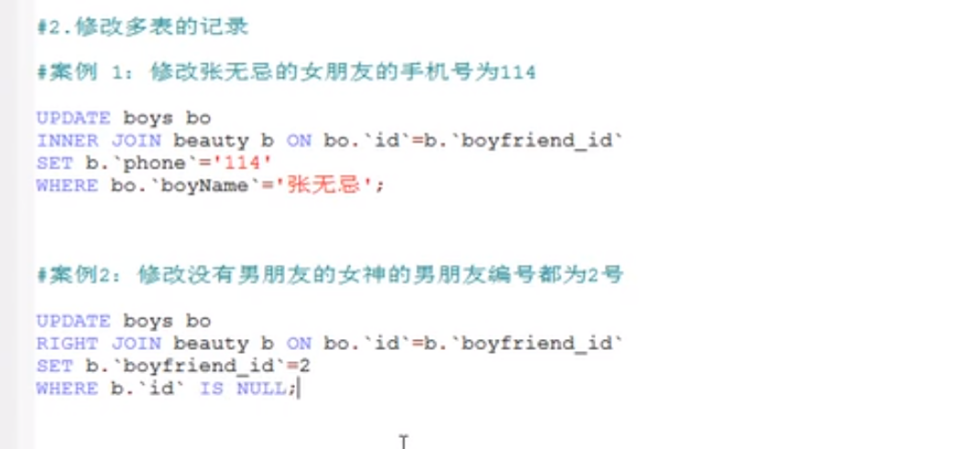 #2.修改多表的记录
#案例 1：修改张无忌的女朋友的手机号为114
UPDATE boys bo
INNER JOIN beauty b ON bo.`id`=b.`boyfriend_id`
SET b.`phone`='114'
WHERE bo.`boyName`='张无忌';
#案例2：修改没有男朋友的女神的男朋友编号都为2号
UPDATE boys bo
RIGHT JOIN beauty b ON bo.`id`=b.`boyfriend_id`
SET b.`boyfriend_id`=2
WHERE b.`id` IS NULL;